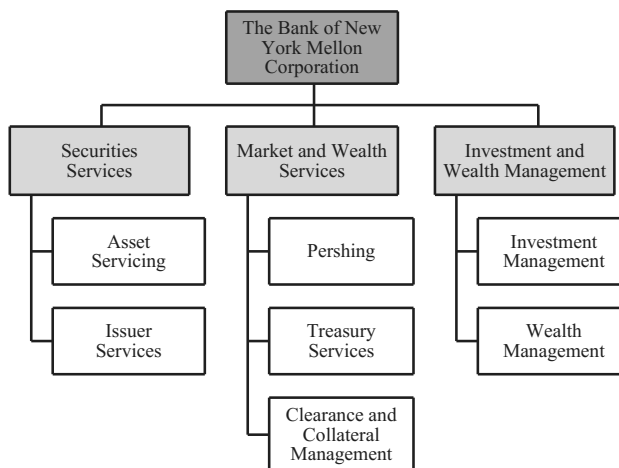 The Bank of New
York Mellon
Corporation
Securities
Services
Market and Wealth
Services
Investment and
Wealth Management
Asset
Servicing
Issuer
Services
Pershing
Treasury
Services
Clearance and
Collateral
Management
Investment
Management
Wealth
Management